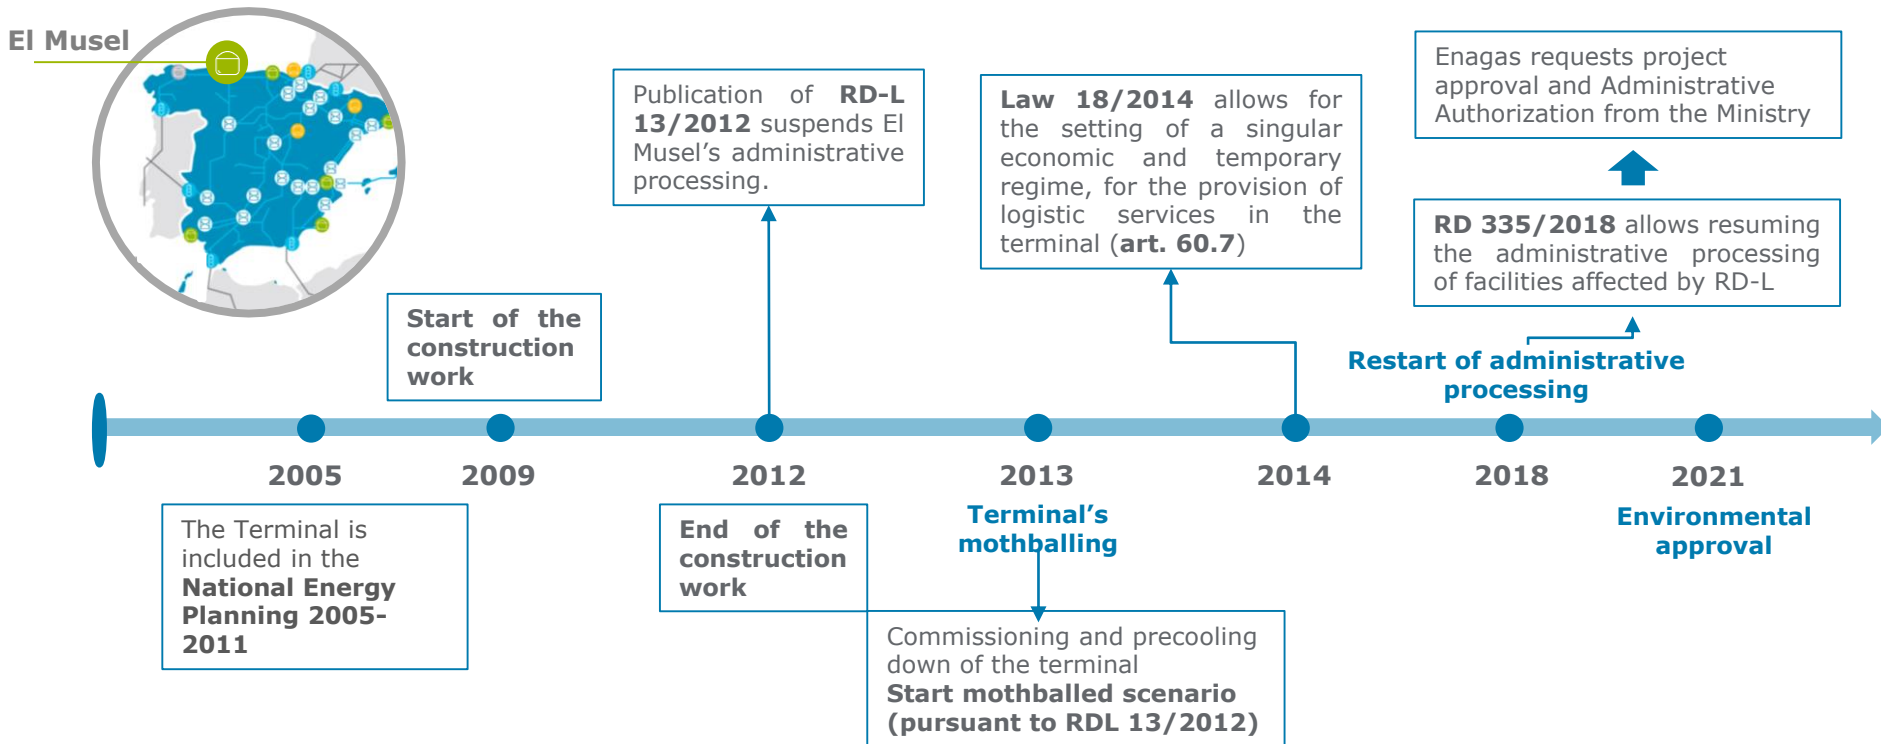 El Musel
Publication of RD-L
13/2012 suspends El
Musel's administrative
processing.
Law 18/2014 allows for
the setting of a singular
economic and temporary
regime, for the provision of
logistic services in the
terminal (art. 60.7)
Enagas requests project
approval and Administrative
Authorization from the Ministry
RD 335/2018 allows resuming
the administrative processing
of facilities affected by RD-L
Start of the
construction
work
Restart of administrative
processing
2005
2009
2012
2013
2014
2018
2021
The Terminal is
included in the
National Energy
Planning 2005-
2011
End of the
construction
work
Terminal's
mothballing
Environmental
approval
Commissioning and precooling
down of the terminal
Start mothballed scenario
(pursuant to RDL 13/2012)